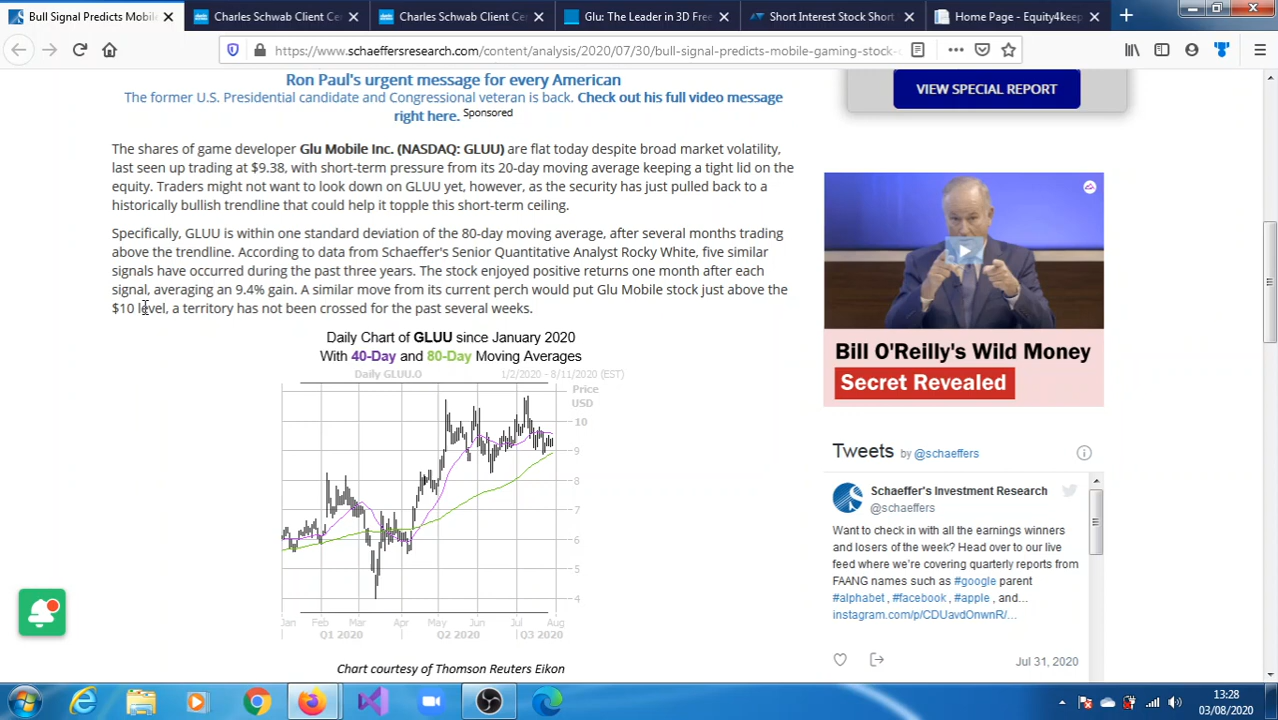 Bull Signal Predicts Mobil
Charles Schwab Client Ce
Charles Schwab Client Ce
Glu: The Leader in 3D Free
Short Interest Stock Short
Home Page - Equity4keep
https://www.schaeffersresearch.com/content/analysis/2020/07/30/bull-signal-predicts-mobile-gaming-stock-
Ron Paul's urgent message for every American
The former U.S. Presidential candidate and Congressional veteran is back. Check out his full video message
right here. Sponsored
VIEW SPECIAL REPORT
The shares of game developer Glu Mobile Inc. (NASDAQ: GLUU) are flat today despite broad market volatility,
last seen up trading at $9.38, with short-term pressure from its 20-day moving average keeping a tight lid on the
equity. Traders might not want to look down on GLUU yet, however, as the security has just pulled back to a
historically bullish trendline that could help it topple this short-term ceiling.
Specifically, GLUU is within one standard deviation of the 80-day moving average, after several months trading
above the trendline. According to data from Schaeffer's Senior Quantitative Analyst Rocky White, five similar
signals have occurred during the past three years. The stock enjoyed positive returns one month after each
signal, averaging an 9.4% gain. A similar move from its current perch would put Glu Mobile stock just above the
$10 level, a territory has not been crossed for the past several weeks.
Daily Chart of GLUU since January 2020
With 40-Day and 80-Day Moving Averages
Daily GLUU.O
1/2/2020 - 8/11/2020 (EST)
Price
USD
10
9
8
7
6
5
4
Jan Feb Mar Apr May Jun Jul Aug
Q1 2020 Q2 2020 Q3 2020
Chart courtesy of Thomson Reuters Eikon
Bill O'Reilly's Wild Money
Secret Revealed
Tweets by @schaeffers
Schaeffer's Investment Research
@schaeffers
Want to check in with all the earnings winners
and losers of the week? Head over to our live
feed where we're covering quarterly reports from
FAANG names such as #google parent
#alphabet , #facebook , #apple , and...
instagram.com/p/CDUavdOnwR/...
Jul 31, 2020
13:28
03/08/2020